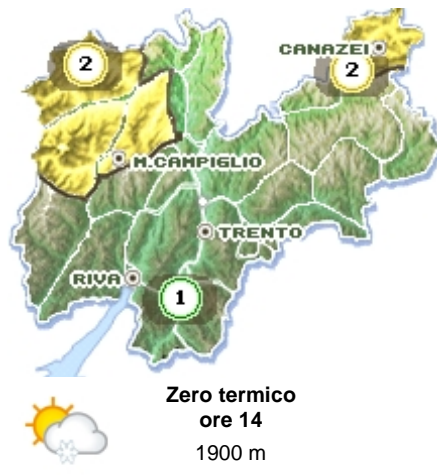 CANAZEI
2
2
M.CAMPIGLIO
TRENTO
RIVA
1
Zero termico
ore 14
1900 m